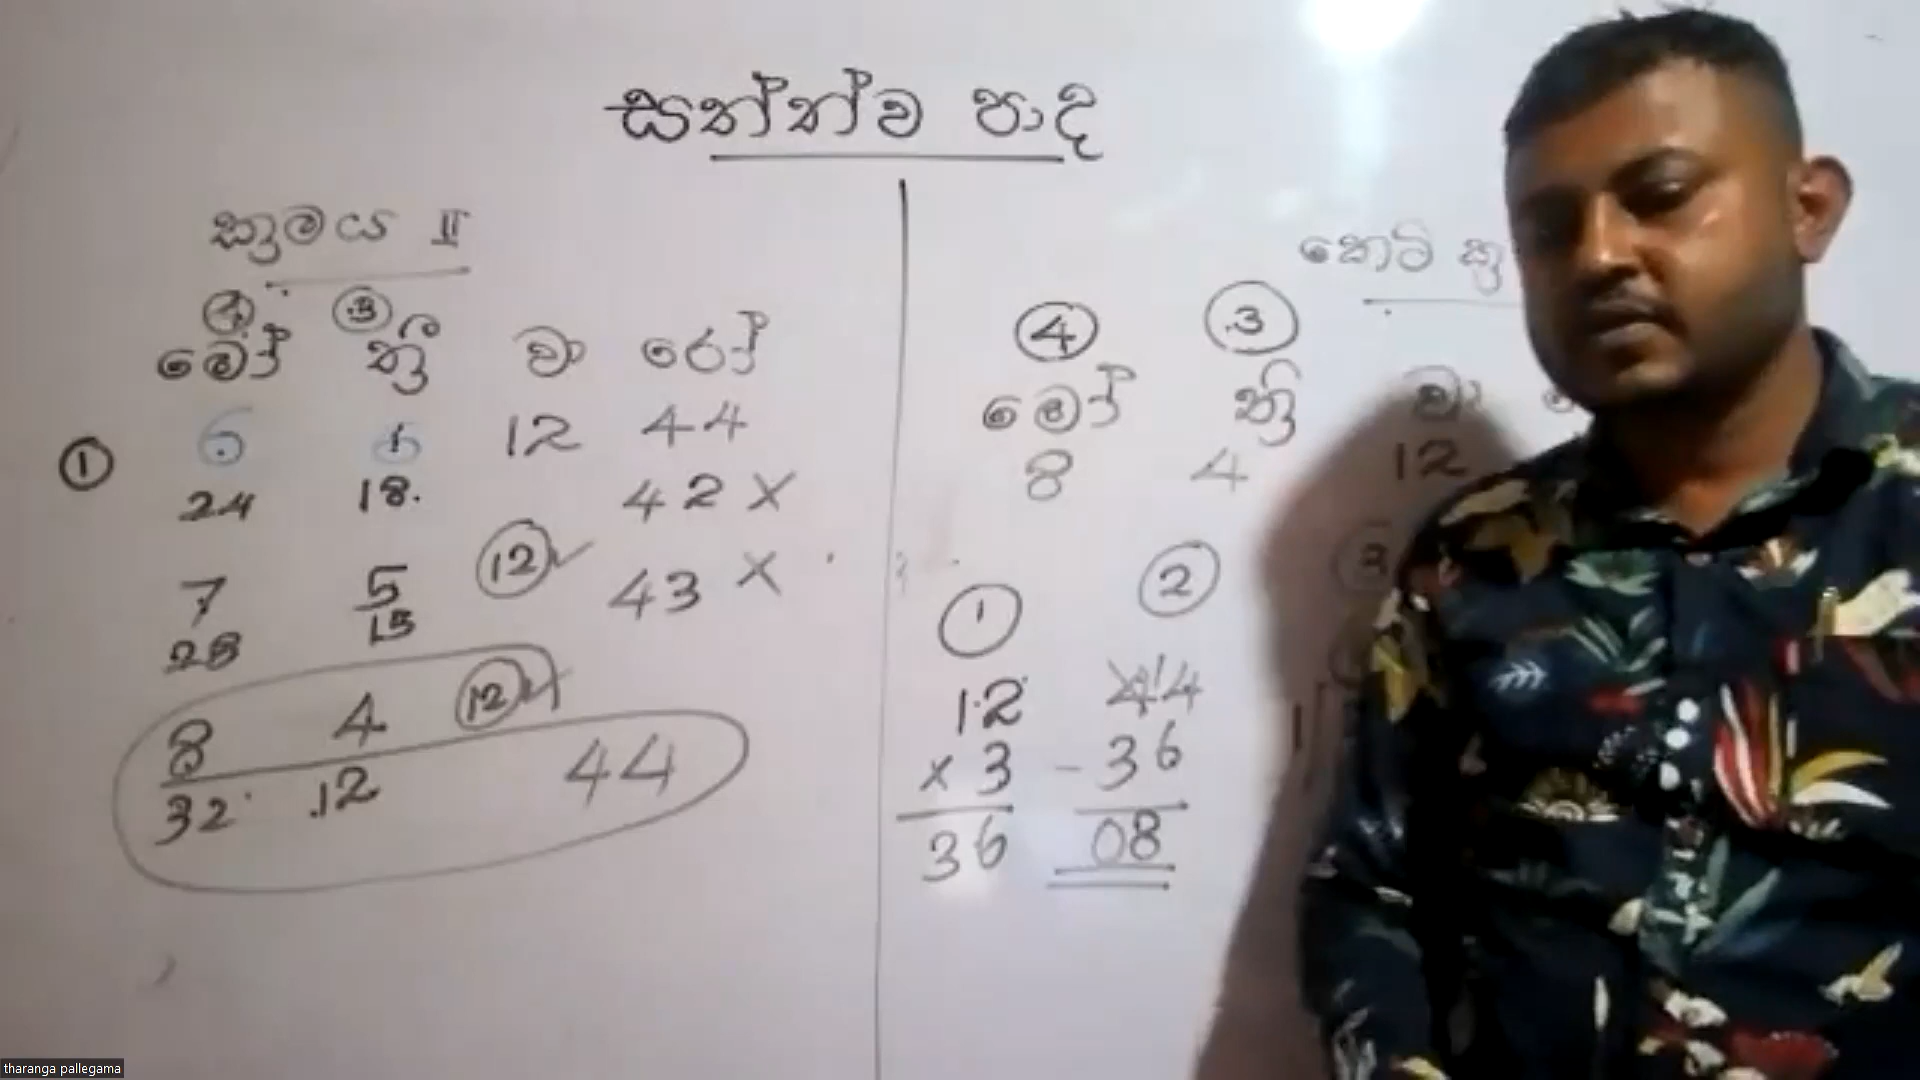 සත්ත්ව පාද
ක්‍රමය II
4 3
මෝ ත්‍රී වා රෝ
① 6 6 12 44
24 18. 42 X
7 5 12 ✓ 43 X
28 15
8 4 12 ✓
32 12 44
කෙටි ක්‍ර
④ ③
මෝ ත්‍රී වා
8 4 12
① ② ③
12 44
× 3 - 36
36 08
tharanga pallegama